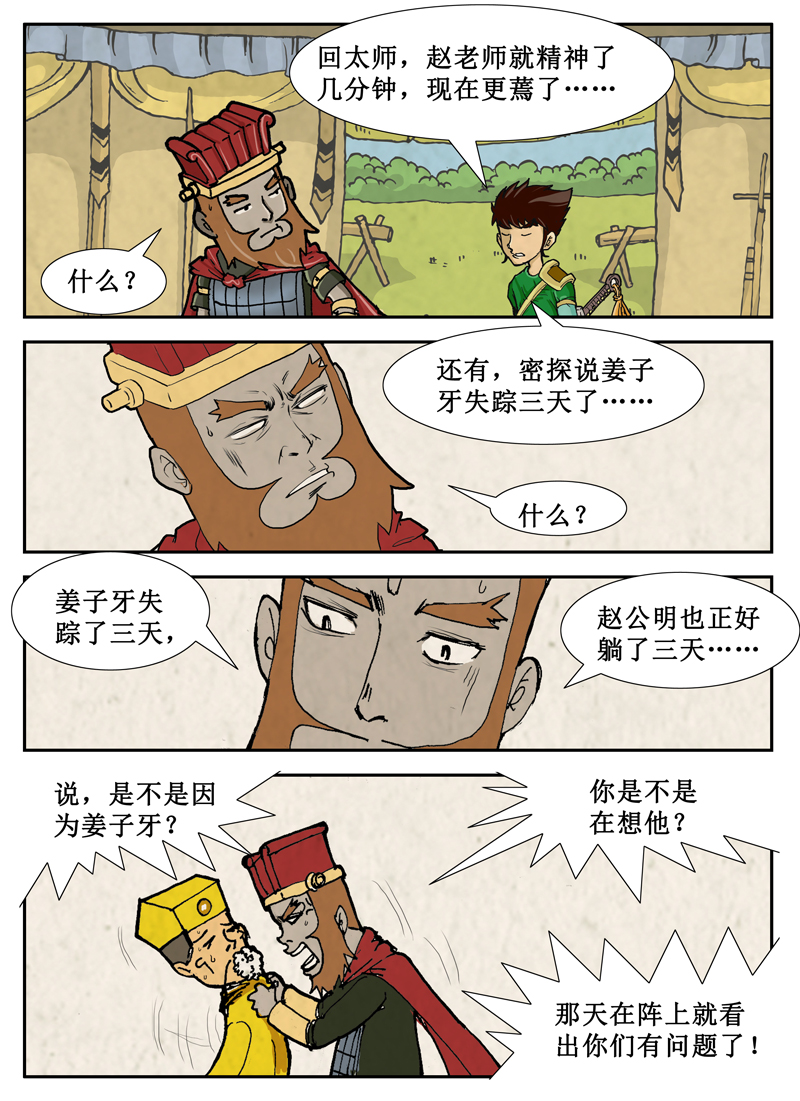 回太师，赵老师就精神了
几分钟，现在更蔫了……
什么？
还有，密探说姜子
牙失踪三天了……
什么？
姜子牙失
踪了三天，
赵公明也正好
躺了三天……
说，是不是因
为姜子牙？
你是不是
在想他？
那天在阵上就看
出你们有问题了！